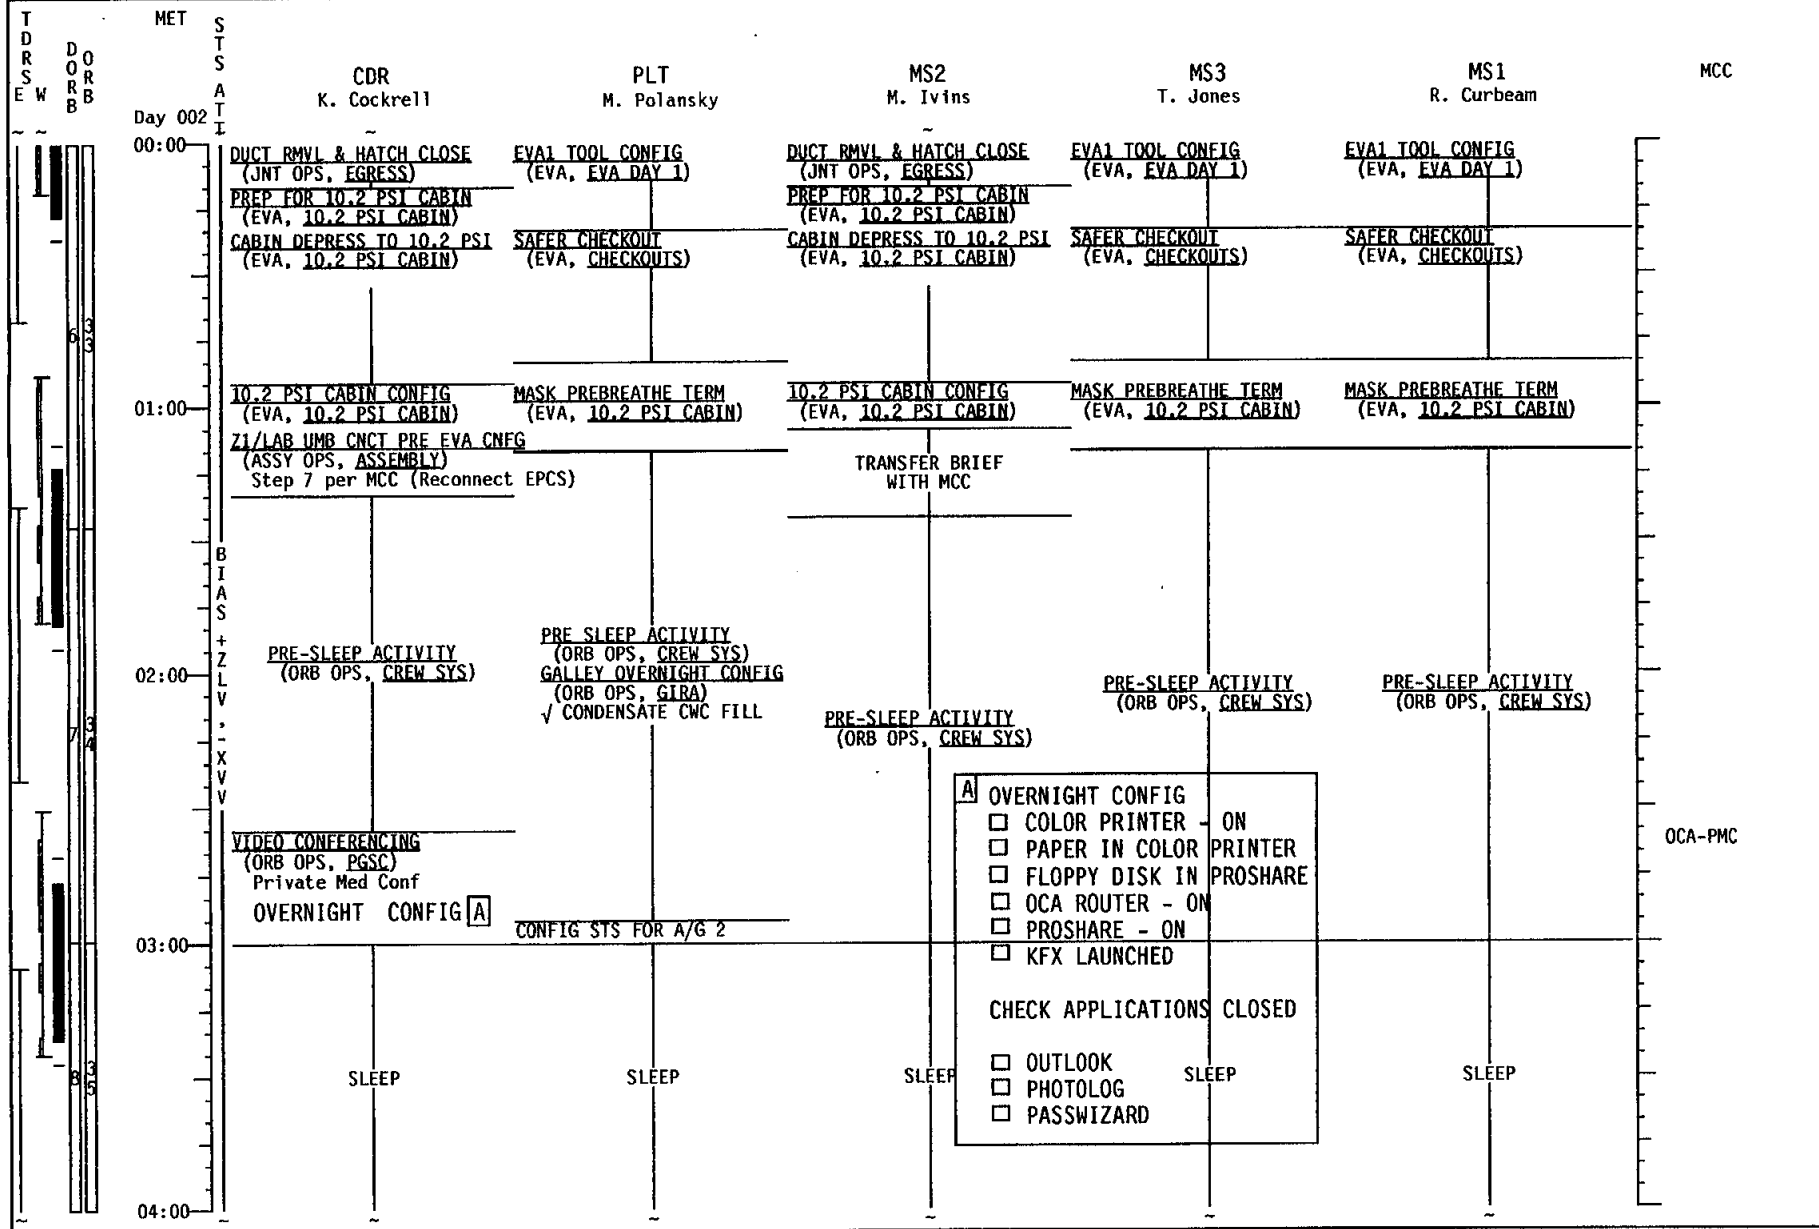 TDRS
E W
DORB
ORB
MET
STS ATT
CDR
K. Cockrell
PLT
M. Polansky
MS2
M. Ivins
MS3
T. Jones
MS1
R. Curbeam
MCC
Day 002
00:00
01:00
02:00
03:00
04:00
6
7
8
33
34
35
BIAS +ZLV,-XVV
DUCT RMVL & HATCH CLOSE
(JNT OPS, EGRESS)
PREP FOR 10.2 PSI CABIN
(EVA, 10.2 PSI CABIN)
CABIN DEPRESS TO 10.2 PSI
(EVA, 10.2 PSI CABIN)
10.2 PSI CABIN CONFIG
(EVA, 10.2 PSI CABIN)
Z1/LAB UMB CNCT PRE EVA CNFG
(ASSY OPS, ASSEMBLY)
Step 7 per MCC (Reconnect EPCS)
PRE-SLEEP ACTIVITY
(ORB OPS, CREW SYS)
VIDEO CONFERENCING
(ORB OPS, PGSC)
Private Med Conf
OVERNIGHT CONFIG A
SLEEP
EVA1 TOOL CONFIG
(EVA, EVA DAY 1)
SAFER CHECKOUT
(EVA, CHECKOUTS)
MASK PREBREATHE TERM
(EVA, 10.2 PSI CABIN)
PRE SLEEP ACTIVITY
(ORB OPS, CREW SYS)
GALLEY OVERNIGHT CONFIG
(ORB OPS, GIRA)
√ CONDENSATE CWC FILL
CONFIG STS FOR A/G 2
SLEEP
DUCT RMVL & HATCH CLOSE
(JNT OPS, EGRESS)
PREP FOR 10.2 PSI CABIN
(EVA, 10.2 PSI CABIN)
CABIN DEPRESS TO 10.2 PSI
(EVA, 10.2 PSI CABIN)
10.2 PSI CABIN CONFIG
(EVA, 10.2 PSI CABIN)
TRANSFER BRIEF
WITH MCC
PRE-SLEEP ACTIVITY
(ORB OPS, CREW SYS)
SLEEP
EVA1 TOOL CONFIG
(EVA, EVA DAY 1)
SAFER CHECKOUT
(EVA, CHECKOUTS)
MASK PREBREATHE TERM
(EVA, 10.2 PSI CABIN)
PRE-SLEEP ACTIVITY
(ORB OPS, CREW SYS)
SLEEP
EVA1 TOOL CONFIG
(EVA, EVA DAY 1)
SAFER CHECKOUT
(EVA, CHECKOUTS)
MASK PREBREATHE TERM
(EVA, 10.2 PSI CABIN)
PRE-SLEEP ACTIVITY
(ORB OPS, CREW SYS)
SLEEP
A OVERNIGHT CONFIG
□ COLOR PRINTER - ON
□ PAPER IN COLOR PRINTER
□ FLOPPY DISK IN PROSHARE
□ OCA ROUTER - ON
□ PROSHARE - ON
□ KFX LAUNCHED
CHECK APPLICATIONS CLOSED
□ OUTLOOK
□ PHOTOLOG
□ PASSWIZARD
OCA-PMC